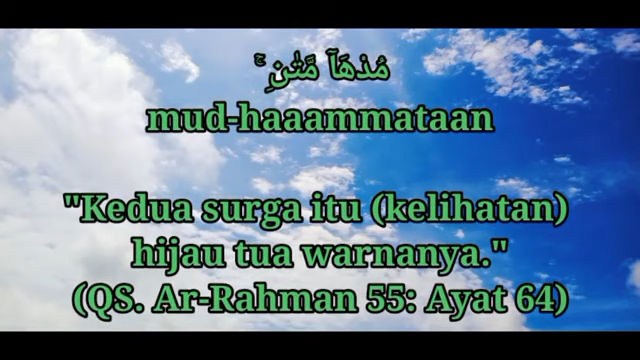 مُدْهَآ مَّتٰنِ ۚ
mud-haaammataan
"Kedua surga itu (kelihatan)
hijau tua warnanya."
(QS. Ar-Rahman 55: Ayat 64)